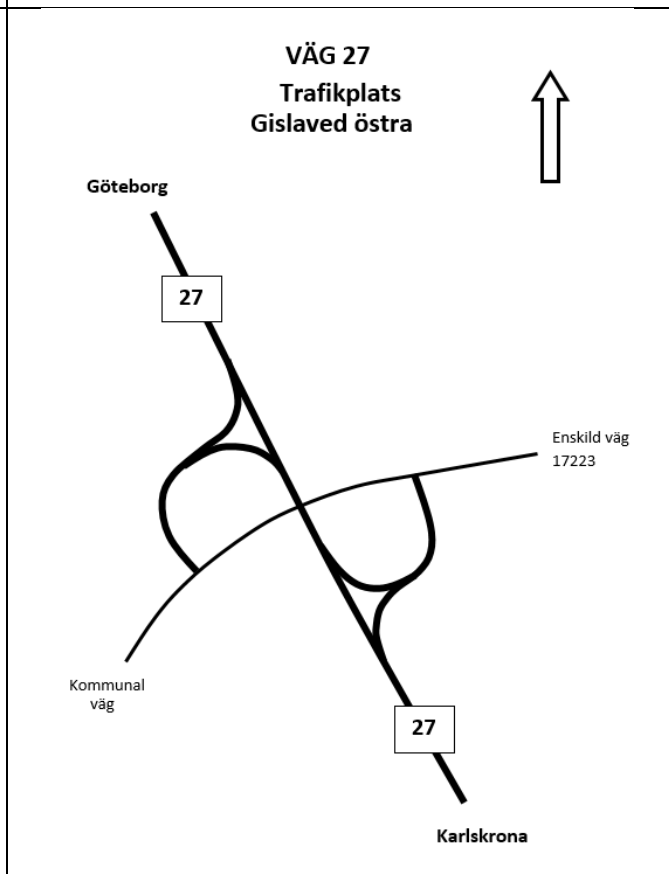 VÄG 27
Trafikplats
Gislaved östra
Göteborg
27
Enskild väg
17223
Kommunal
väg
27
Karlskrona